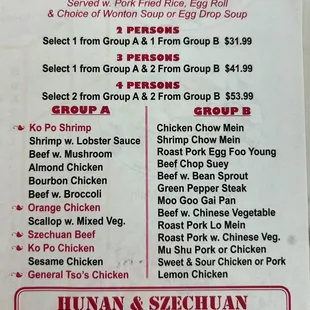 Served w. Pork Fried Rice, Egg Roll
& Choice of Wonton Soup or Egg Drop Soup
2 PERSONS
Select 1 from Group A & 1 From Group B $31.99
3 PERSONS
Select 1 from Group A & 2 From Group B $41.99
4 PERSONS
Select 2 from Group A & 2 From Group B $53.99
GROUP A
Ko Po Shrimp
Shrimp w. Lobster Sauce
Beef w. Mushroom
Almond Chicken
Bourbon Chicken
Beef w. Broccoli
Orange Chicken
Scallop w. Mixed Veg.
Szechuan Beef
Ko Po Chicken
Sesame Chicken
General Tso's Chicken
GROUP B
Chicken Chow Mein
Shrimp Chow Mein
Roast Pork Egg Foo Young
Beef Chop Suey
Beef w. Bean Sprout
Green Pepper Steak
Moo Goo Gai Pan
Beef w. Chinese Vegetable
Roast Pork Lo Mein
Roast Pork w. Chinese Veg.
Mu Shu Pork or Chicken
Sweet & Sour Chicken or Pork
Lemon Chicken
HUNAN & SZECHUAN